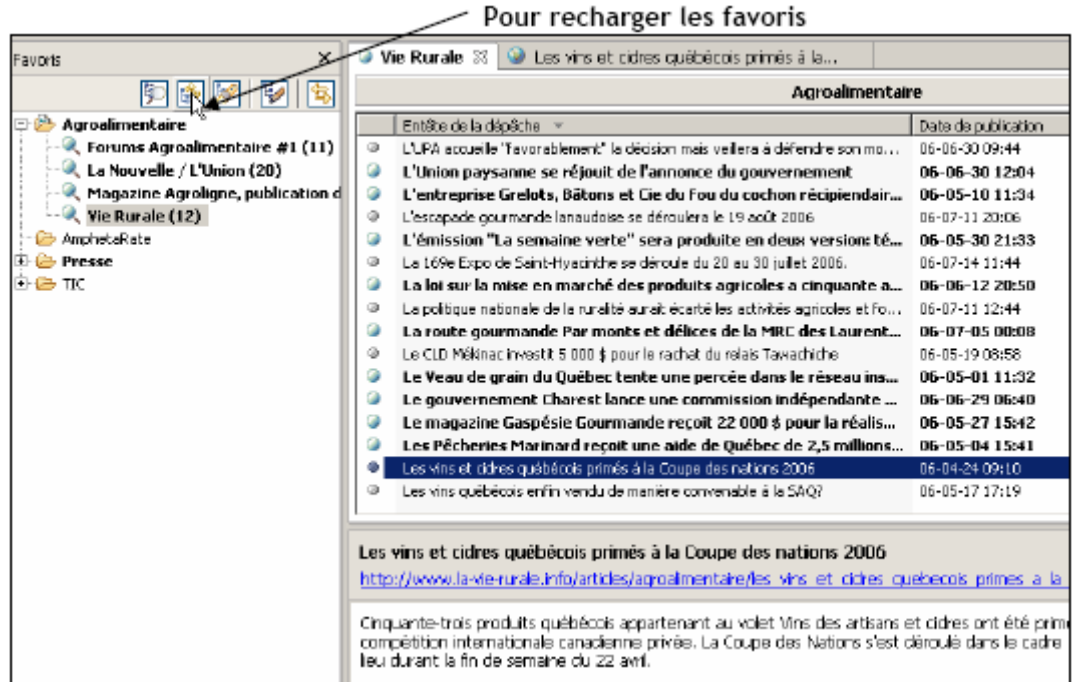 Pour recharger les favoris
Favoris
Agroalimentaire
Forums Agroalimentaire #1 (11)
La Nouvelle / L'Union (20)
Magazine Agroligne, publication d
Vie Rurale (12)
AmphetaRate
Presse
TIC
Vie Rurale
Les vins et cidres québécois primés à la...
Agroalimentaire
Entête de la dépêche Date de publication
L'UPA accueille "favorablement" la décision mais veillera à défendre son mo... 06-06-30 09:44
L'Union paysanne se réjouit de l'annonce du gouvernement 06-06-30 12:04
L'entreprise Grelots, Bâtons et Cie du Fou du cochon récipiendair... 06-05-10 11:34
L'escapade gourmande lanaudoise se déroulera le 19 août 2006 06-07-11 20:06
L'émission "La semaine verte" sera produite en deux version: té... 06-05-30 21:33
La 169e Expo de Saint-Hyacinthe se déroule du 20 au 30 juillet 2006. 06-07-14 11:44
La loi sur la mise en marché des produits agricoles a cinquante a... 06-06-12 20:50
La politique nationale de la ruralité aurait écarté les activités agricoles et fo... 06-07-11 12:44
La route gourmande Par monts et délices de la MRC des Laurent... 06-07-05 00:08
Le CLD Mékinac investit 5 000 $ pour le rachat du relais Tawachiche 06-05-19 08:58
Le Veau de grain du Québec tente une percée dans le réseau ins... 06-05-01 11:32
Le gouvernement Charest lance une commission indépendante ... 06-06-29 06:40
Le magazine Gaspésie Gourmande reçoit 22 000 $ pour la réalis... 06-05-27 15:42
Les Pêcheries Marinard reçoit une aide de Québec de 2,5 millions... 06-05-04 15:41
Les vins et cidres québécois primés à la Coupe des nations 2006 06-04-24 09:10
Les vins québécois enfin vendu de manière convenable à la SAQ? 06-05-17 17:19
Les vins et cidres québécois primés à la Coupe des nations 2006
http://www.la-vie-rurale.info/articles/agroalimentaire/les_vins_et_cidres_quebecois_primes_a_la_
Cinquante-trois produits québécois appartenant au volet Vins des artisans et cidres ont été prim
compétition internationale canadienne privée. La Coupe des Nations s'est déroulé dans le cadre
lieu durant la fin de semaine du 22 avril.